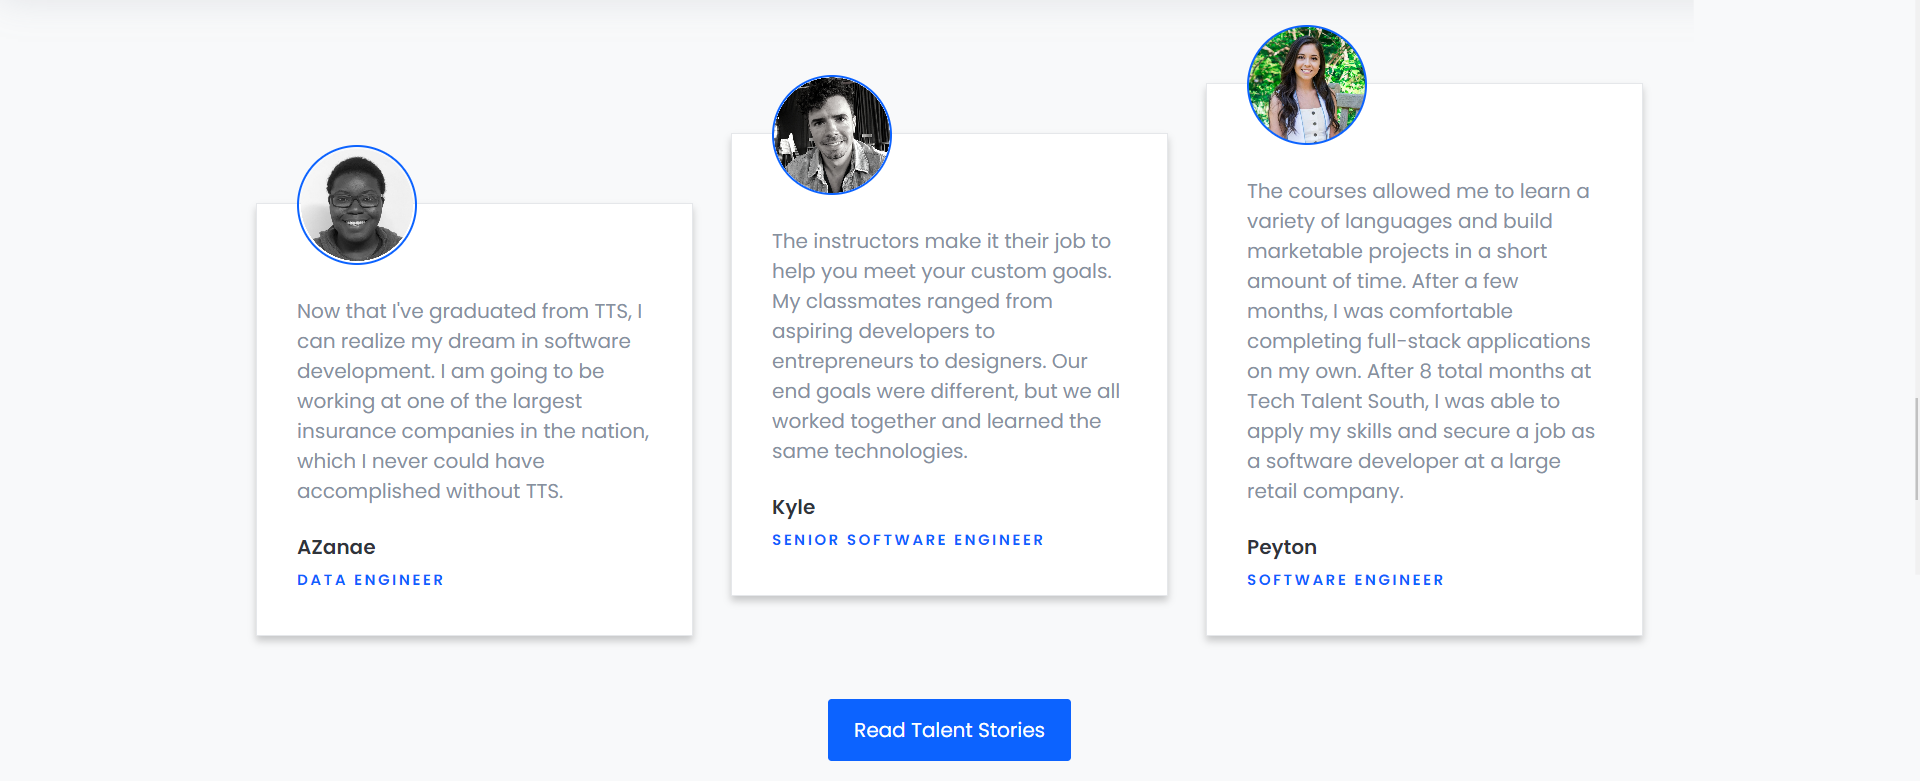 Now that I've graduated from TTS, I
can realize my dream in software
development. I am going to be
working at one of the largest
insurance companies in the nation,
which I never could have
accomplished without TTS.
AZanae
DATA ENGINEER
The instructors make it their job to
help you meet your custom goals.
My classmates ranged from
aspiring developers to
entrepreneurs to designers. Our
end goals were different, but we all
worked together and learned the
same technologies.
Kyle
SENIOR SOFTWARE ENGINEER
The courses allowed me to learn a
variety of languages and build
marketable projects in a short
amount of time. After a few
months, I was comfortable
completing full-stack applications
on my own. After 8 total months at
Tech Talent South, I was able to
apply my skills and secure a job as
a software developer at a large
retail company.
Peyton
SOFTWARE ENGINEER
Read Talent Stories